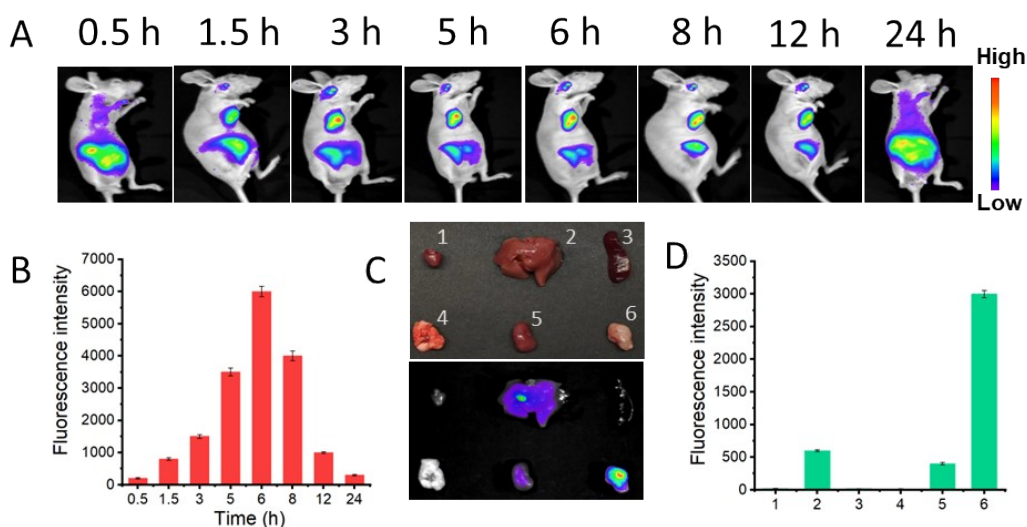 A
0.5 h 1.5 h 3 h 5 h 6 h 8 h 12 h 24 h
High
Low
B
Fluorescence intensity
7000
6000
5000
4000
3000
2000
1000
0
0.5 1.5 3 5 6 8 12 24
Time (h)
C
1 2 3
4 5 6
D
Fluorescence intensity
3500
3000
2500
2000
1500
1000
500
0
1 2 3 4 5 6